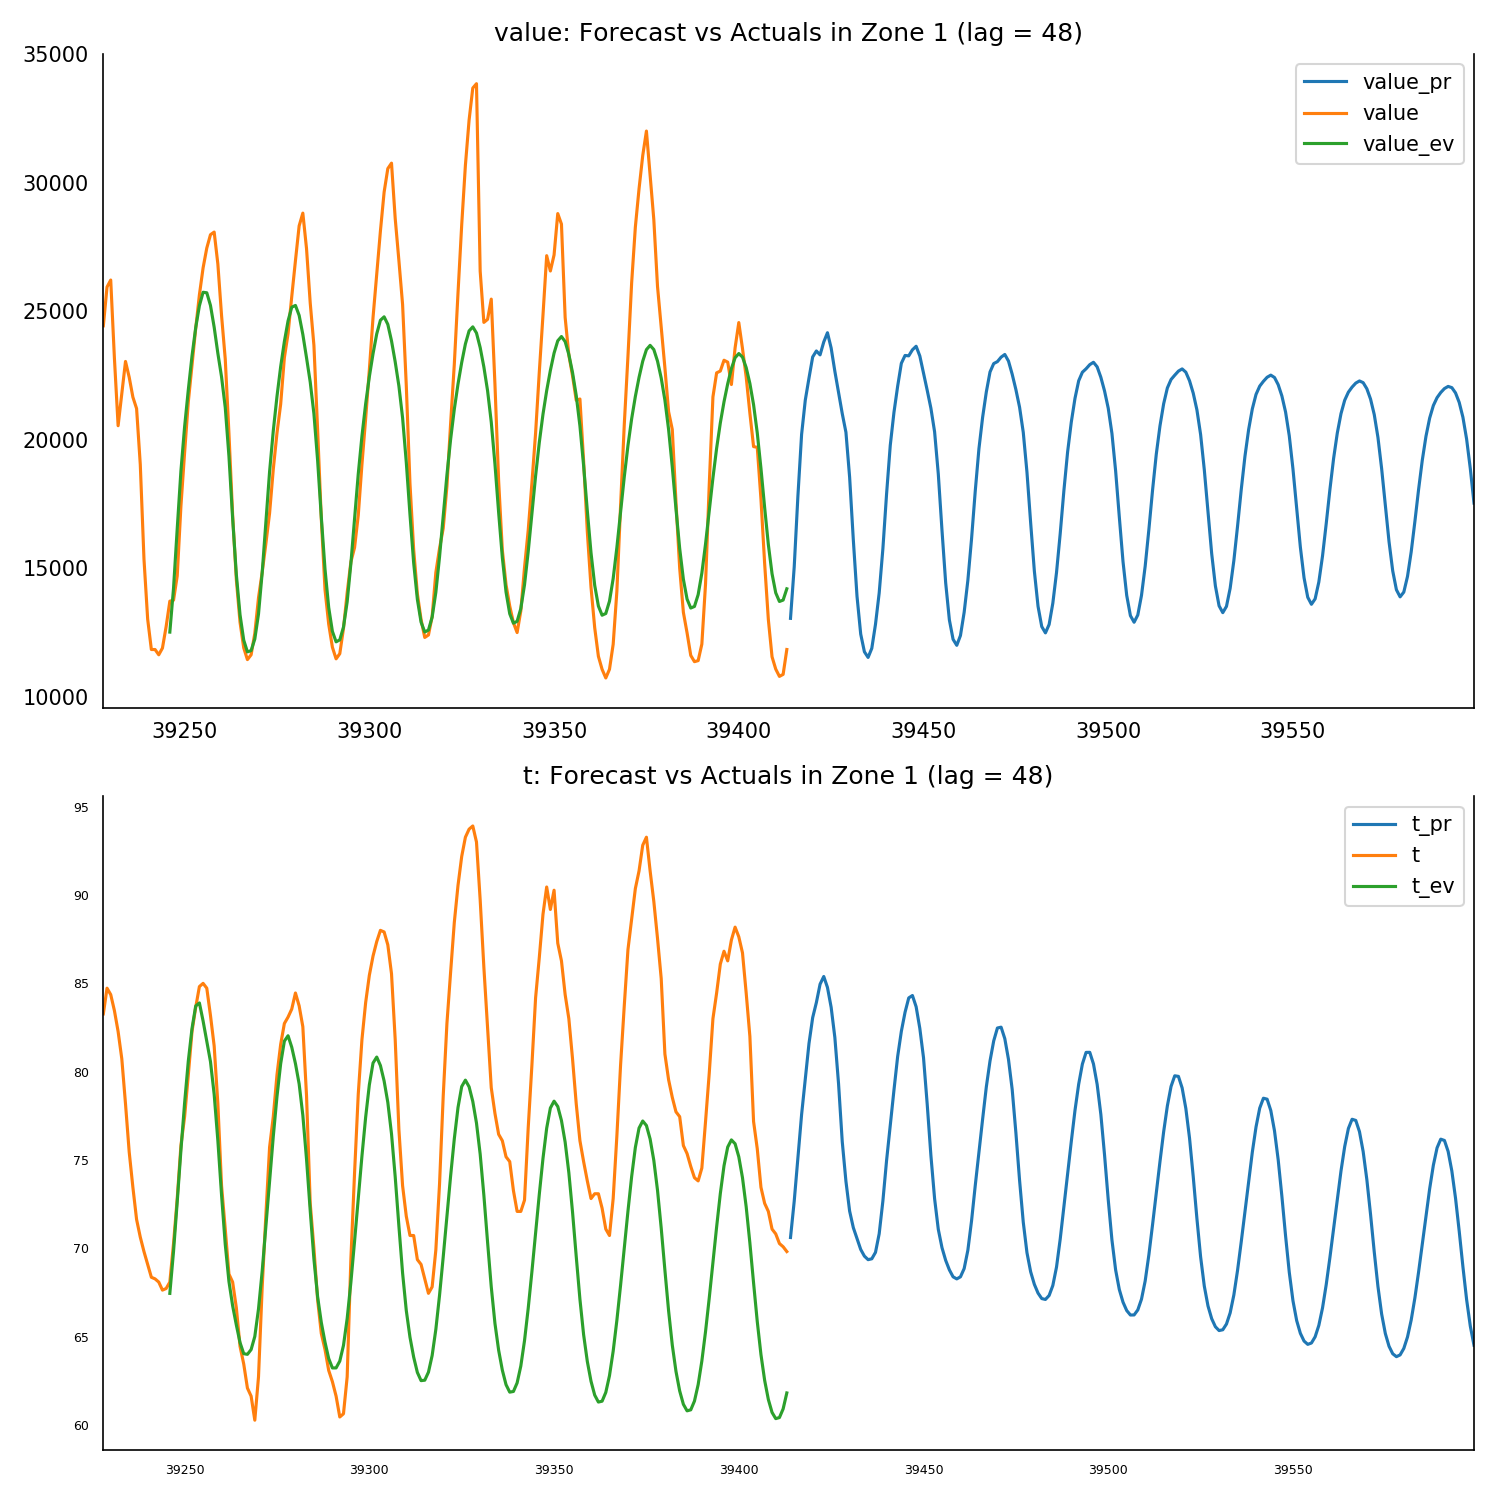 value: Forecast vs Actuals in Zone 1 (lag = 48)
35000
30000
25000
20000
15000
10000
value_pr
value
value_ev
39250 39300 39350 39400 39450 39500 39550
t: Forecast vs Actuals in Zone 1 (lag = 48)
95
90
85
80
75
70
65
60
t_pr
t
t_ev
39250 39300 39350 39400 39450 39500 39550